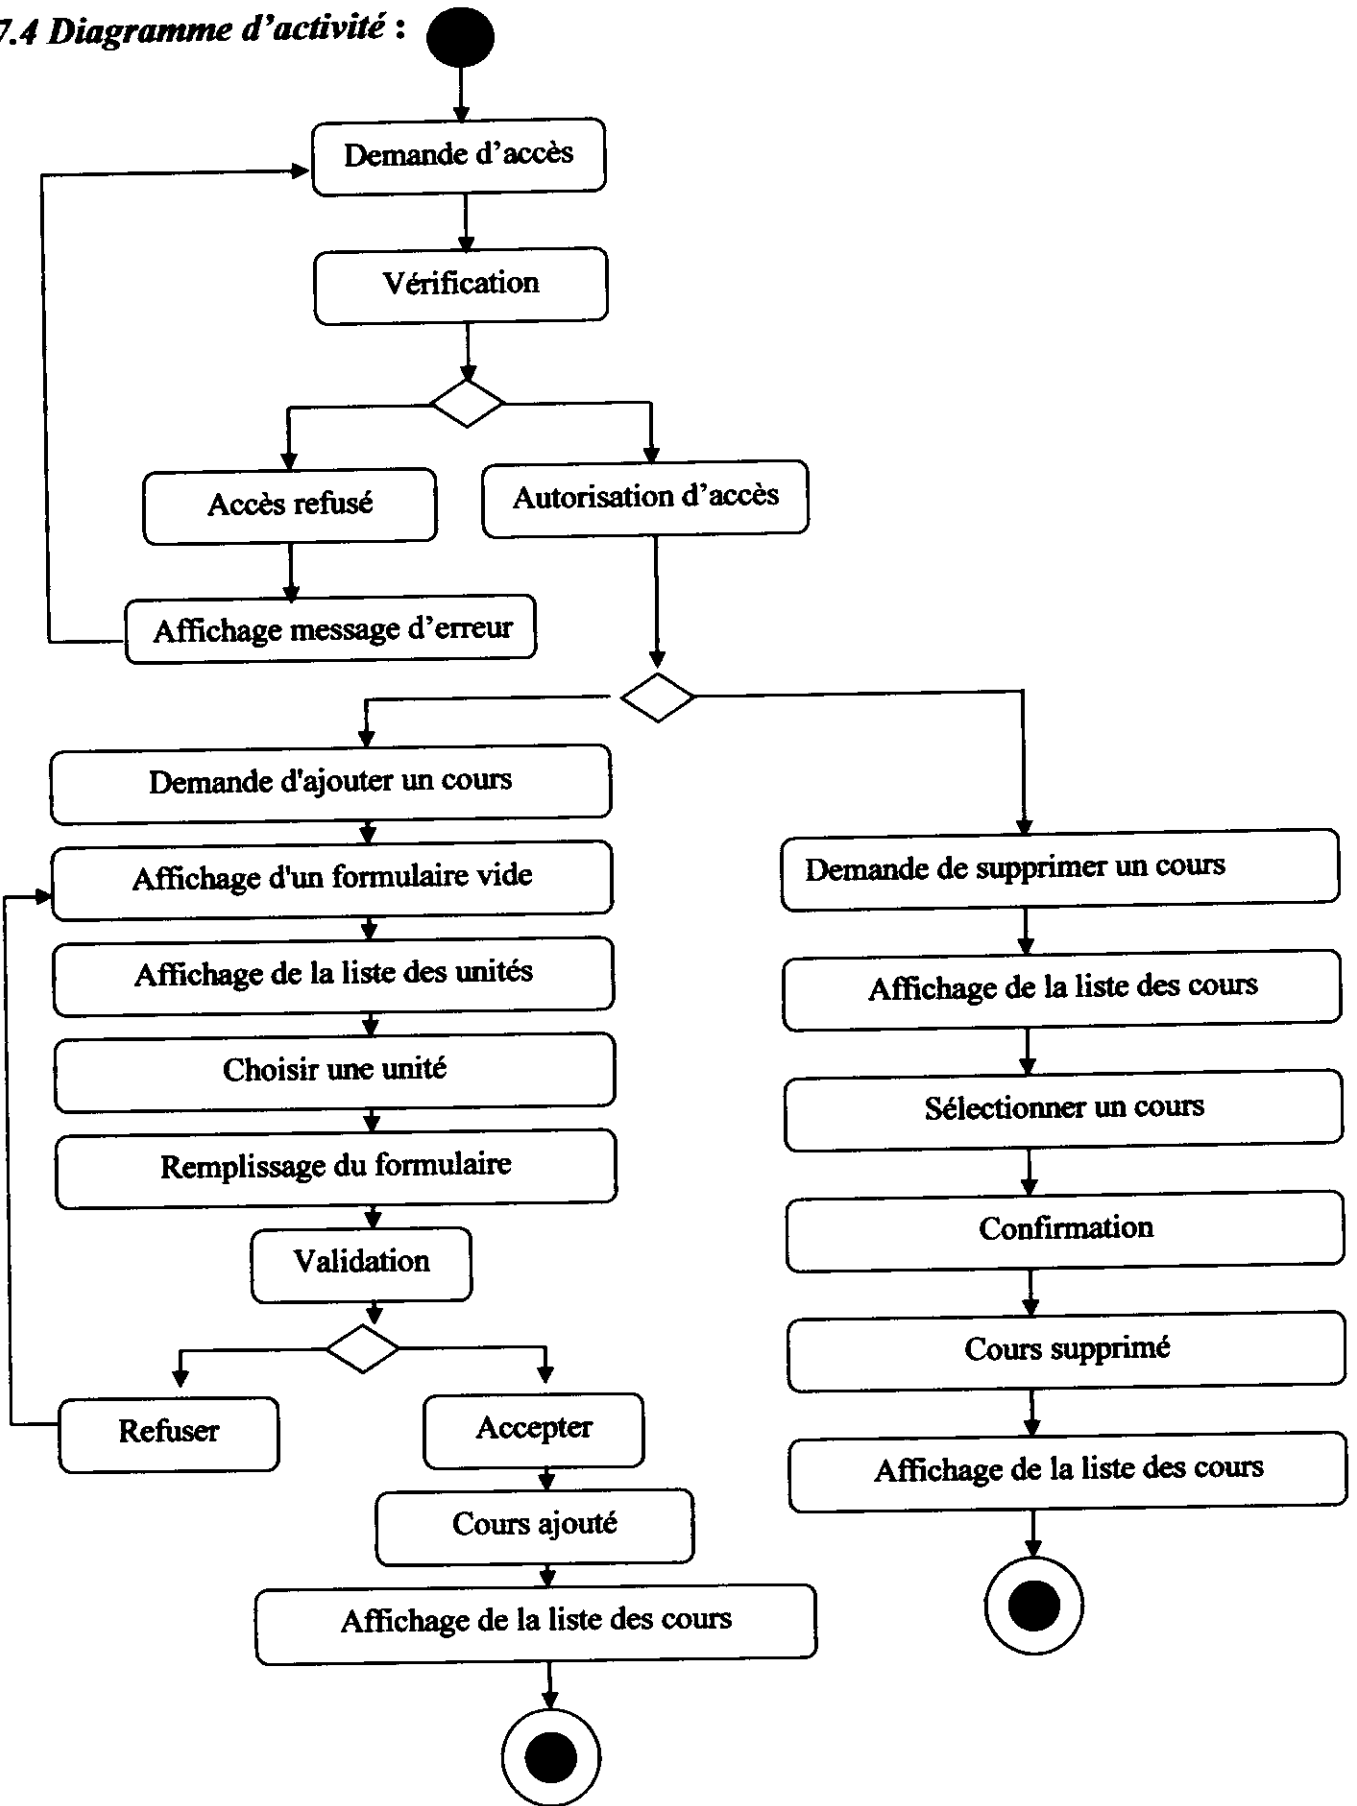 7.4 Diagramme d’activité :
Demande d’accès
Vérification
Accès refusé
Autorisation d’accès
Affichage message d’erreur
Demande d'ajouter un cours
Affichage d'un formulaire vide
Affichage de la liste des unités
Choisir une unité
Remplissage du formulaire
Validation
Refuser
Accepter
Cours ajouté
Affichage de la liste des cours
Demande de supprimer un cours
Affichage de la liste des cours
Sélectionner un cours
Confirmation
Cours supprimé
Affichage de la liste des cours